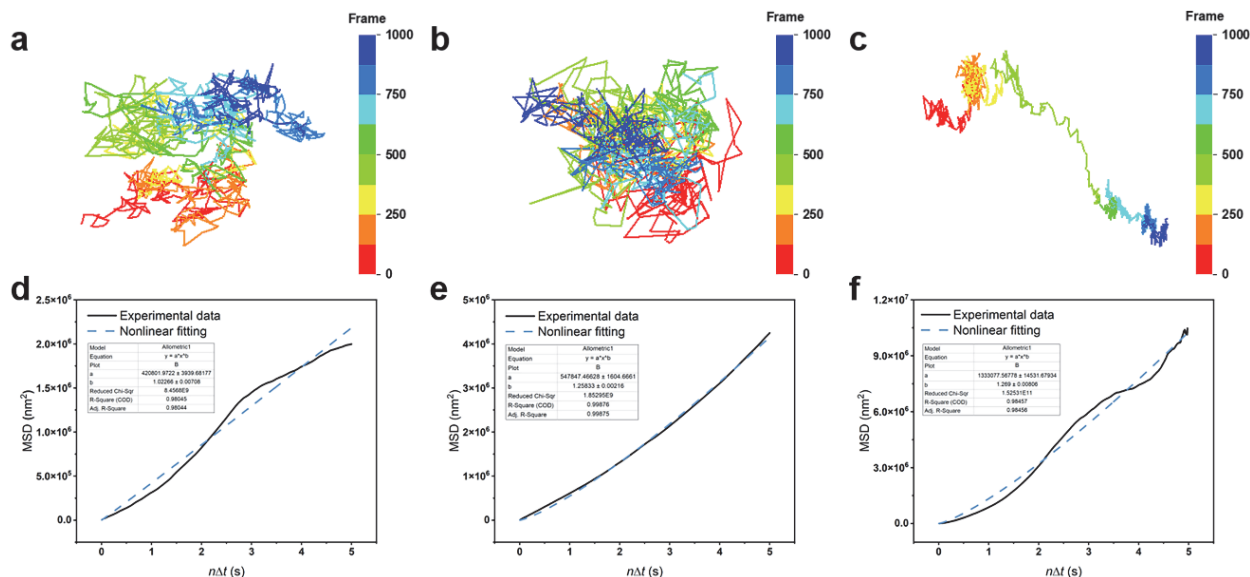 a
Frame
1000
750
500
250
0
b
Frame
1000
750
500
250
0
c
Frame
1000
750
500
250
0
d
2.5×10⁶
2.0×10⁶
1.5×10⁶
1.0×10⁶
5.0×10⁵
0.0
MSD (nm²)
Experimental data
Nonlinear fitting
Model Allometric1
Equation y = a*x^b
Plot B
a 420801.9722 ± 3939.68177
b 1.02266 ± 0.00708
Reduced Chi-Sqr 8.4568E9
R-Square (COD) 0.98045
Adj. R-Square 0.98044
0 1 2 3 4 5
nΔt (s)
e
5×10⁶
4×10⁶
3×10⁶
2×10⁶
1×10⁶
0
MSD (nm²)
Experimental data
Nonlinear fitting
Model Allometric1
Equation y = a*x^b
Plot B
a 547847.46628 ± 1604.6661
b 1.25833 ± 0.00216
Reduced Chi-Sqr 1.85295E9
R-Square (COD) 0.99876
Adj. R-Square 0.99875
0 1 2 3 4 5
nΔt (s)
f
1.2×10⁷
9.0×10⁶
6.0×10⁶
3.0×10⁶
0.0
MSD (nm²)
Experimental data
Nonlinear fitting
Model Allometric1
Equation y = a*x^b
Plot B
a 1333077.56778 ± 14531.67934
b 1.269 ± 0.00806
Reduced Chi-Sqr 1.52531E11
R-Square (COD) 0.98457
Adj. R-Square 0.98456
0 1 2 3 4 5
nΔt (s)